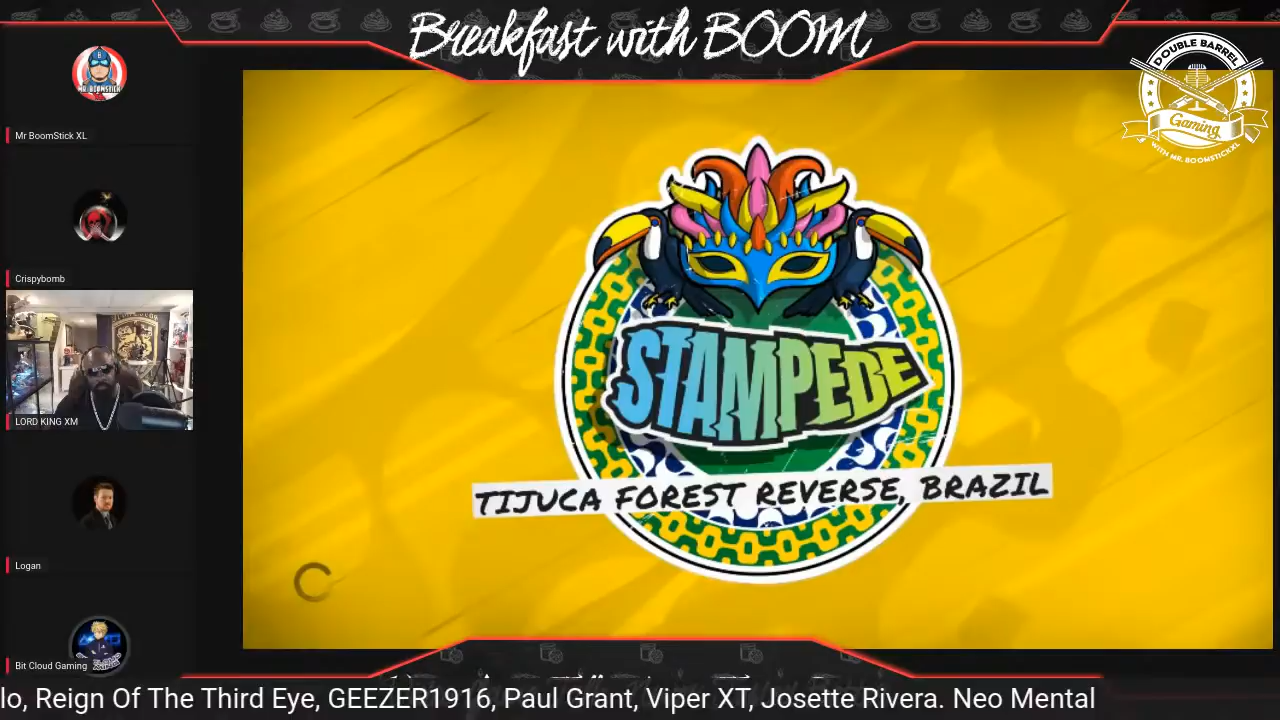 Breakfast with BOOM
DOUBLE BARREL
Gaming
WITH MR. BOOMSTICKXL
MR. BOOMSTICK
Mr BoomStick XL
Crispybomb
LORD KING XM
Logan
Bit Cloud Gaming
STAMPEDE
TIJUCA FOREST REVERSE, BRAZIL
lo, Reign Of The Third Eye, GEEZER1916, Paul Grant, Viper XT, Josette Rivera. Neo Mental